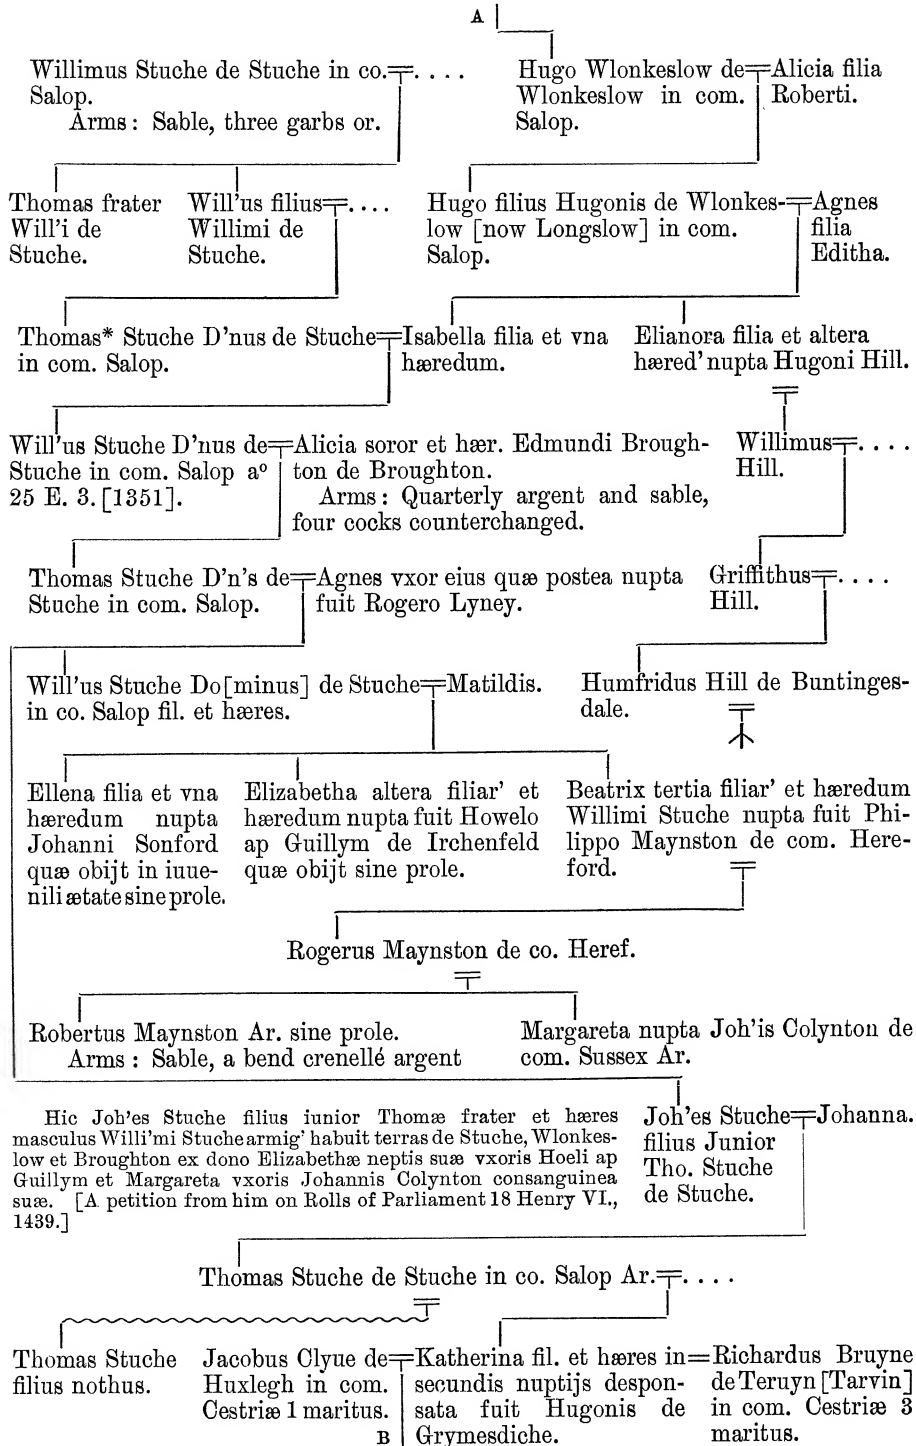 A
Willimus Stuche de Stuche in co.
Salop.
Arms: Sable, three garbs or.
. . . .
Hugo Wlonkeslow de
Wlonkeslow in com.
Salop.
Alicia filia
Roberti.
Thomas frater
Will'i de
Stuche.
Will'us filius
Willimi de
Stuche.
. . . .
Hugo filius Hugonis de Wlonkes-
low [now Longslow] in com.
Salop.
Agnes
filia
Editha.
Thomas* Stuche D'nus de Stuche
in com. Salop.
Isabella filia et vna
hæredum.
Elianora filia et altera
hæred' nupta Hugoni Hill.
Will'us Stuche D'nus de
Stuche in com. Salop aº
25 E. 3. [1351].
Alicia soror et hær. Edmundi Brough-
ton de Broughton.
Arms: Quarterly argent and sable,
four cocks counterchanged.
Willimus
Hill.
. . . .
Thomas Stuche D'n's de
Stuche in com. Salop.
Agnes vxor eius quæ postea nupta
fuit Rogero Lyney.
Griffithus
Hill.
. . . .
Will'us Stuche Do[minus] de Stuche
in co. Salop fil. et hæres.
Matildis.
Humfridus Hill de Buntinges-
dale.
Ellena filia et vna
hæredum nupta
Johanni Sonford
quæ obijt in iuue-
nili ætate sine prole.
Elizabetha altera filiar' et
hæredum nupta fuit Howelo
ap Guillym de Irchenfeld
quæ obijt sine prole.
Beatrix tertia filiar' et hæredum
Willimi Stuche nupta fuit Phi-
lippo Maynston de com. Here-
ford.
Rogerus Maynston de co. Heref.
Robertus Maynston Ar. sine prole.
Arms: Sable, a bend crenellé argent
Margareta nupta Joh'is Colynton de
com. Sussex Ar.
Hic Joh'es Stuche filius iunior Thomæ frater et hæres
masculus Willi'mi Stuche armig' habuit terras de Stuche, Wlonkes-
low et Broughton ex dono Elizabethæ neptis suæ vxoris Hoeli ap
Guillym et Margareta vxoris Johannis Colynton consanguinea
suæ. [A petition from him on Rolls of Parliament 18 Henry VI.,
1439.]
Joh'es Stuche
filius Junior
Tho. Stuche
de Stuche.
Johanna.
Thomas Stuche de Stuche in co. Salop Ar.
. . . .
Thomas Stuche
filius nothus.
Jacobus Clyue de
Huxlegh in com.
Cestriæ 1 maritus.
B
Katherina fil. et hæres in
secundis nuptijs despon-
sata fuit Hugonis de
Grymesdiche.
Richardus Bruyne
de Teruyn [Tarvin]
in com. Cestriæ 3
maritus.